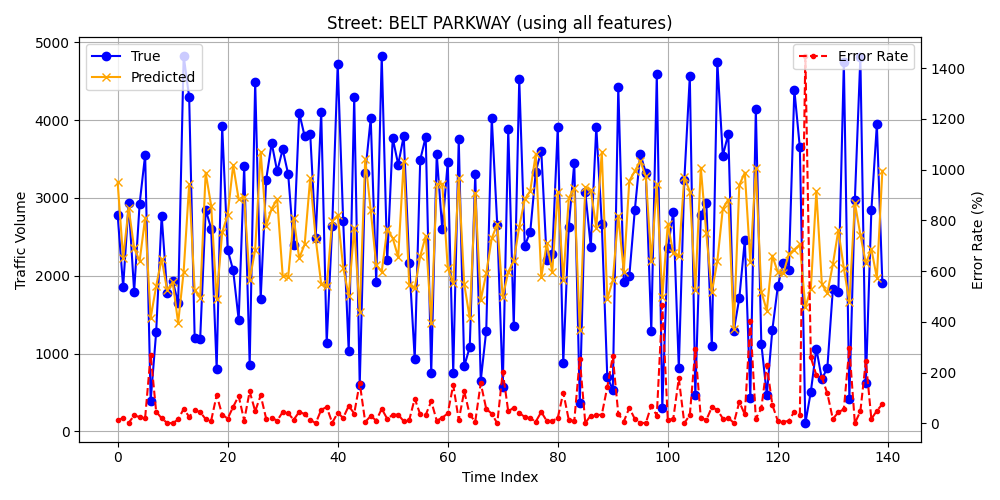 Street: BELT PARKWAY (using all features)
True
Predicted
Error Rate
Traffic Volume
5000
4000
3000
2000
1000
0
1400
1200
1000
800
600
400
200
0
Error Rate (%)
0 20 40 60 80 100 120 140
Time Index